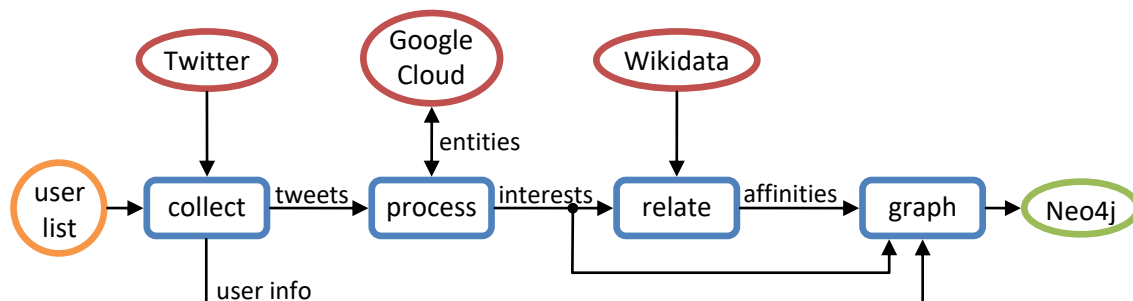 Twitter
Google
Cloud
Wikidata
entities
user
list
collect
tweets
process
interests
relate
affinities
graph
Neo4j
user info